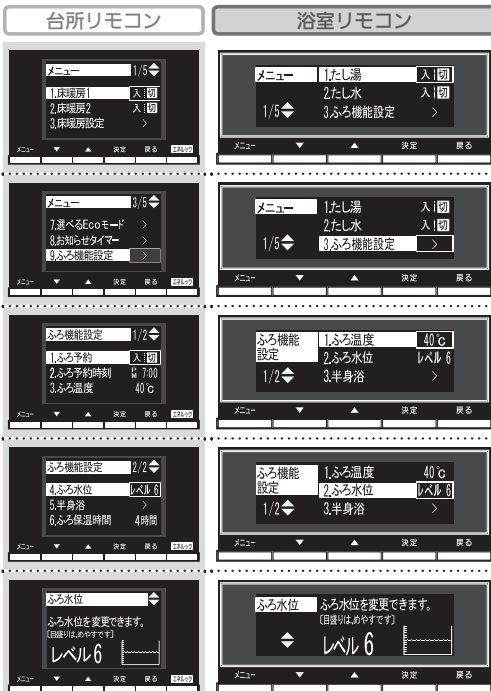 台所リモコン
浴室リモコン
メニュー 1/5
1.床暖房1 入 切
2.床暖房2 入 切
3.床暖房設定 >
メニュー ▼ ▲ 決定 戻る エネルック
メニュー 1.たし湯 入 切
2.たし水 入 切
1/5 3.ふろ機能設定 >
メニュー ▼ ▲ 決定 戻る
メニュー 3/5
7.選べるEcoモード >
8.お知らせタイマー >
9.ふろ機能設定 >
メニュー ▼ ▲ 決定 戻る エネルック
メニュー 1.たし湯 入 切
2.たし水 入 切
1/5 3.ふろ機能設定 >
メニュー ▼ ▲ 決定 戻る
ふろ機能設定 1/2
1.ふろ予約 入 切
2.ふろ予約時刻 PM 7:00
3.ふろ温度 40℃
メニュー ▼ ▲ 決定 戻る エネルック
ふろ機能 1.ふろ温度 40℃
設定 2.ふろ水位 レベル 6
1/2 3.半身浴 >
メニュー ▼ ▲ 決定 戻る
ふろ機能設定 2/2
4.ふろ水位 レベル 6
5.半身浴 >
6.ふろ保温時間 4時間
メニュー ▼ ▲ 決定 戻る エネルック
ふろ機能 1.ふろ温度 40℃
設定 2.ふろ水位 レベル 6
1/2 3.半身浴 >
メニュー ▼ ▲ 決定 戻る
ふろ水位
ふろ水位を変更できます。
[目盛りは、めやすです]
レベル 6
メニュー ▼ ▲ 決定 戻る エネルック
ふろ水位 ふろ水位を変更できます。
[目盛りは、めやすです]
レベル 6
メニュー ▼ ▲ 決定 戻る